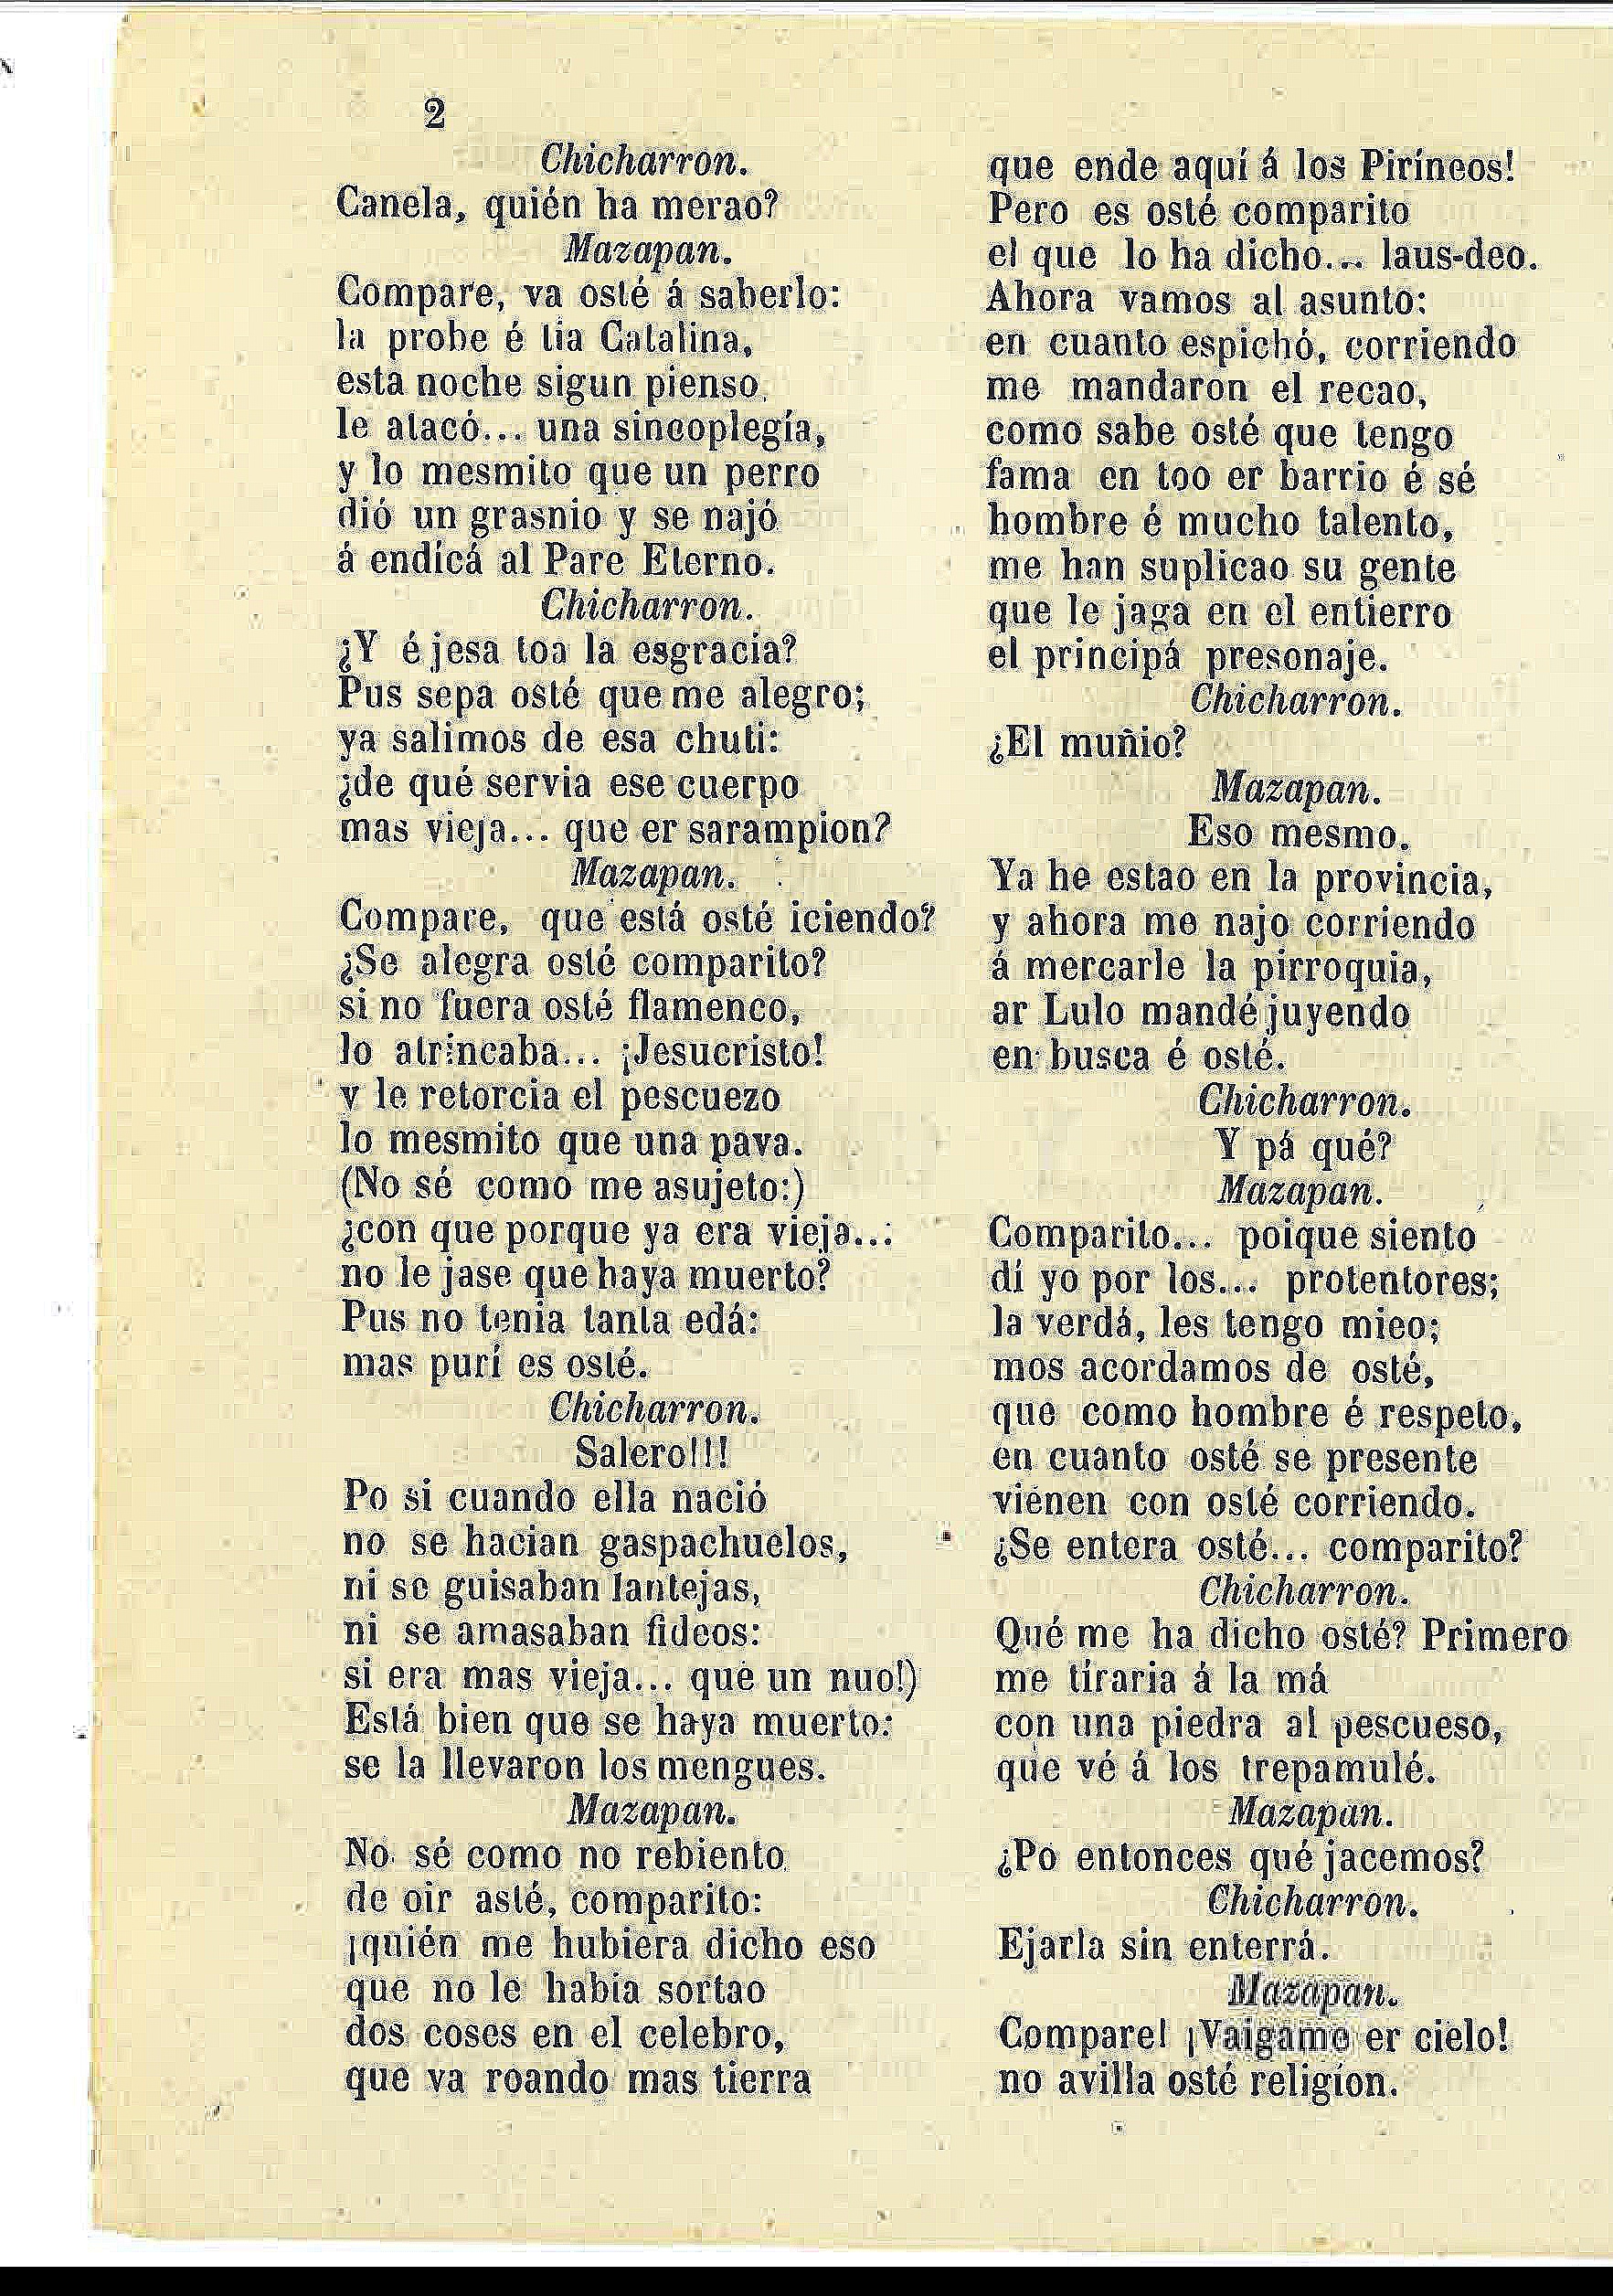 2
Chicharron.
Canela, quién ha merao?
Mazapan.
Compare, va osté á saberlo:
la probe é tia Catalina,
esta noche sigun pienso,
le atacó... una sincoplegía,
y lo mesmito que un perro
dió un grasnio y se najó
á endicá al Pare Eterno.
Chicharron.
¿Y é jesa toa la esgracia?
Pus sepa osté que me alegro;
ya salimos de esa chuti:
¿de qué servia ese cuerpo
mas vieja... que er sarampion?
Mazapan.
Compare, que está osté iciendo?
¿Se alegra osté comparito?
si no fuera osté flamenco,
lo atrincaba... ¡Jesucristo!
y le retorcia el pescuezo
lo mesmito que una pava.
(No sé como me asujeto:)
¿con que porque ya era vieja...
no le jase que haya muerto?
Pus no tenia tanta edá:
mas purí es osté.
Chicharron.
Salero!!!
Po si cuando ella nació
no se hacian gaspachuelos,
ni se guisaban lantejas,
ni se amasaban fideos:
si era mas vieja... que un nuo!)
Está bien que se haya muerto:
se la llevaron los mengues.
Mazapan.
No sé como no rebiento
de oir asté, comparito:
¡quién me hubiera dicho eso
que no le habia sortao
dos coses en el celebro,
que va roando mas tierra
que ende aquí á los Piríneos!
Pero es osté comparito
el que lo ha dicho... laus-deo.
Ahora vamos al asunto:
en cuanto espichó, corriendo
me mandaron el recao,
como sabe osté que tengo
fama en too er barrio é sé
hombre é mucho talento,
me han suplicao su gente
que le jaga en el entierro
el principá presonaje.
Chicharron.
¿El muñio?
Mazapan.
Eso mesmo.
Ya he estao en la provincia,
y ahora me najo corriendo
á mercarle la pirroquia,
ar Lulo mandé juyendo
en busca é osté.
Chicharron.
Y pá qué?
Mazapan.
Comparito... poique siento
dí yo por los... protentores;
la verdá, les tengo mieo;
mos acordamos de osté,
que como hombre é respeto,
en cuanto osté se presente
vienen con osté corriendo.
¿Se entera osté... comparito?
Chicharron.
Qué me ha dicho osté? Primero
me tiraria á la má
con una piedra al pescueso,
que vé á los trepamulé.
Mazapan.
¿Po entonces qué jacemos?
Chicharron.
Ejarla sin enterrá.
Mazapan.
Compare! ¡Vaigame er cielo!
no avilla osté religíon.